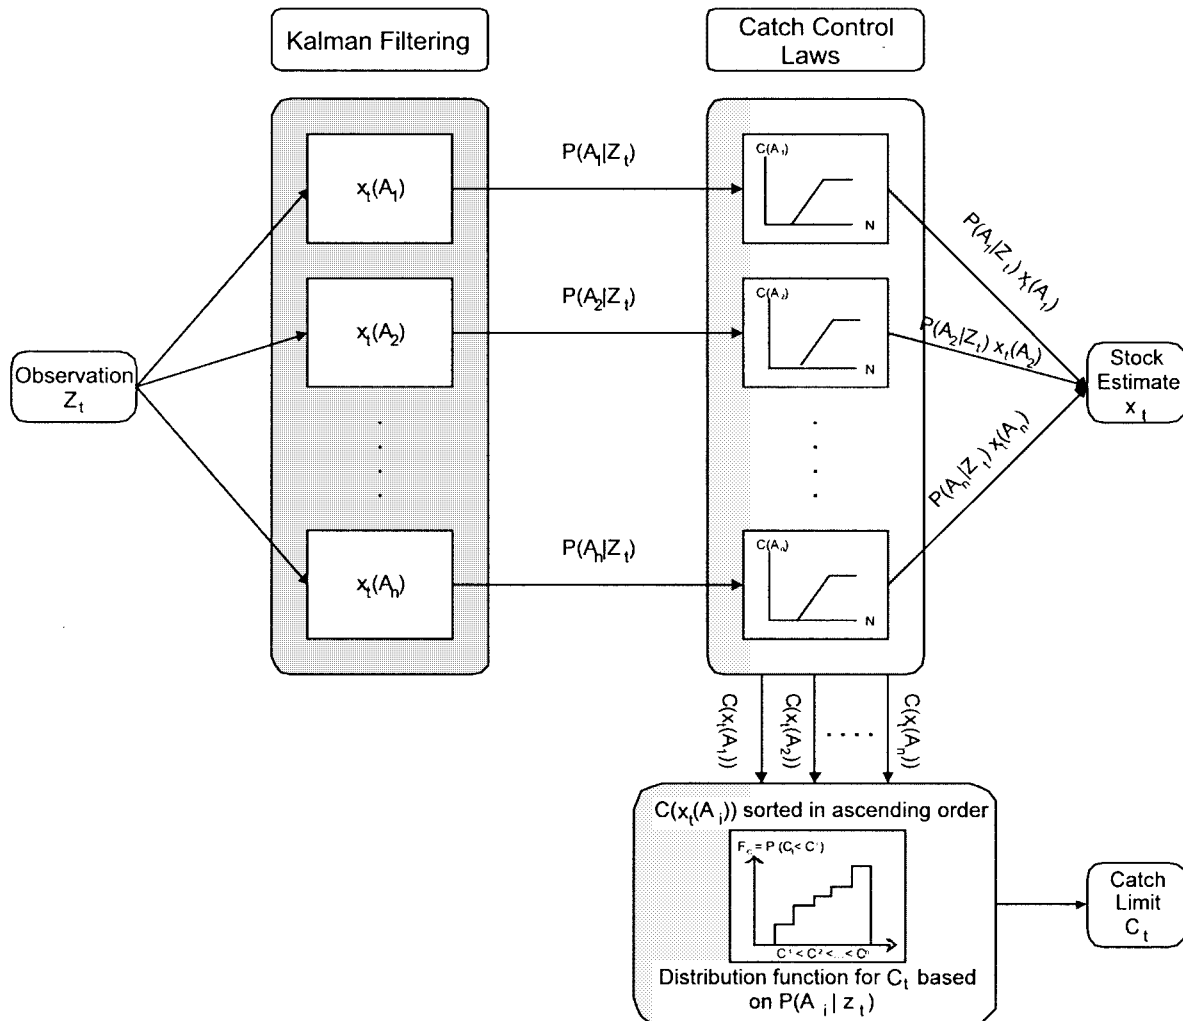 Kalman Filtering
Catch Control
Laws
x_t(A_1)
P(A_1|Z_t)
C(A_1)
N
P(A_1|Z_t) x_t(A_1)
x_t(A_2)
P(A_2|Z_t)
C(A_2)
P(A_2|Z_t) x_t(A_2)
Observation
Z_t
Stock
Estimate
x_t
. . . .
. . . .
P(A_n|Z_t) x_t(A_n)
x_t(A_n)
P(A_n|Z_t)
C(A_n)
N
C(x_t(A_1))
C(x_t(A_2))
. . . .
C(x_t(A_n))
C(x_t(A_i)) sorted in ascending order
F_c = P (C_t < C')
C^1 < C^2 <...< C^n
Distribution function for C_t based
on P(A_i | z_t)
Catch
Limit
C_t